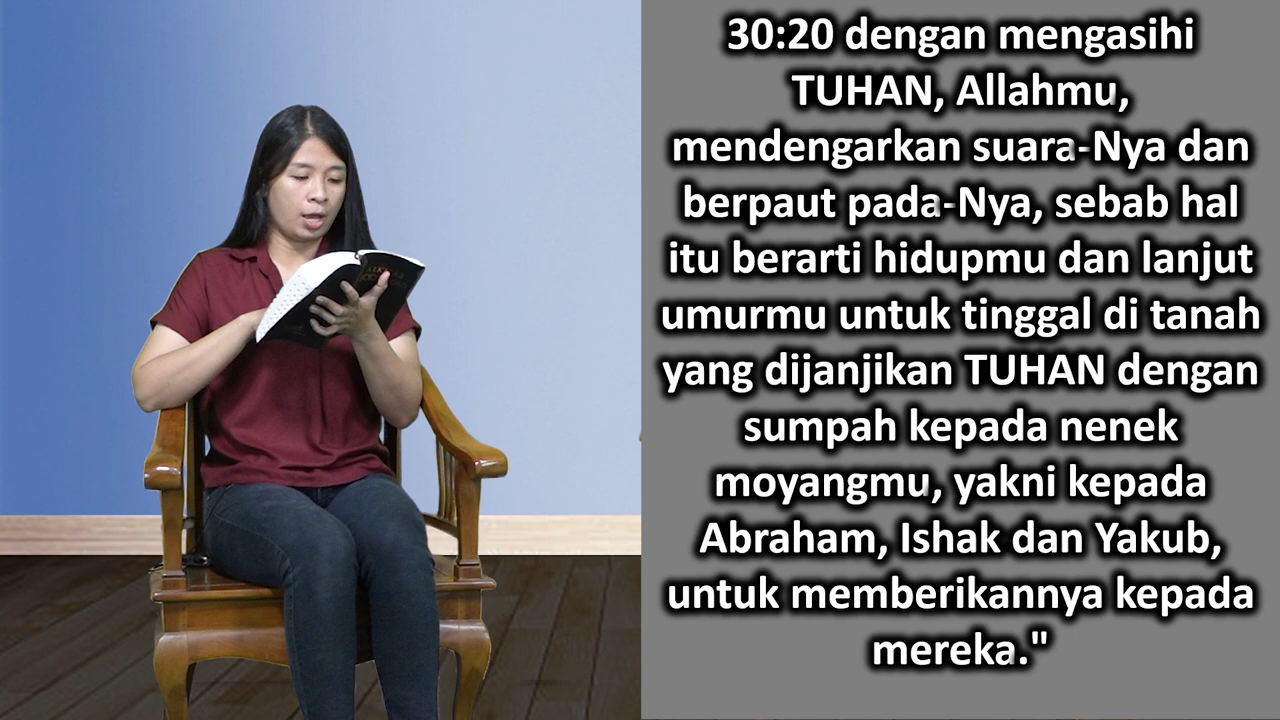 30:20 dengan mengasihi
TUHAN, Allahmu,
mendengarkan suara-Nya dan
berpaut pada-Nya, sebab hal
itu berarti hidupmu dan lanjut
umurmu untuk tinggal di tanah
yang dijanjikan TUHAN dengan
sumpah kepada nenek
moyangmu, yakni kepada
Abraham, Ishak dan Yakub,
untuk memberikannya kepada
mereka."